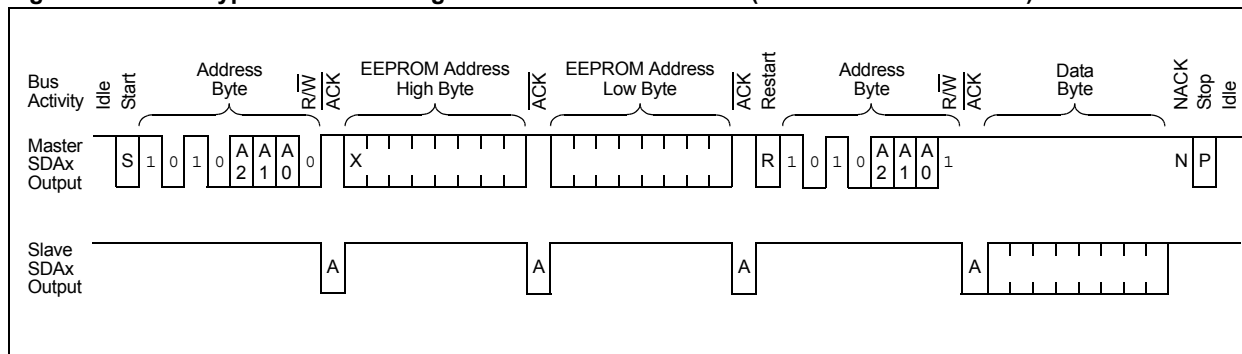 Bus
Activity
Idle
Start
Address
Byte
R/W
ACK
EEPROM Address
High Byte
ACK
EEPROM Address
Low Byte
ACK
Restart
Address
Byte
R/W
ACK
Data
Byte
NACK
Stop
Idle
Master
SDAx
Output
S 1 0 1 0 A2 A1 A0 0 X R 1 0 1 0 A2 A1 A0 1 N P
Slave
SDAx
Output
A A A A